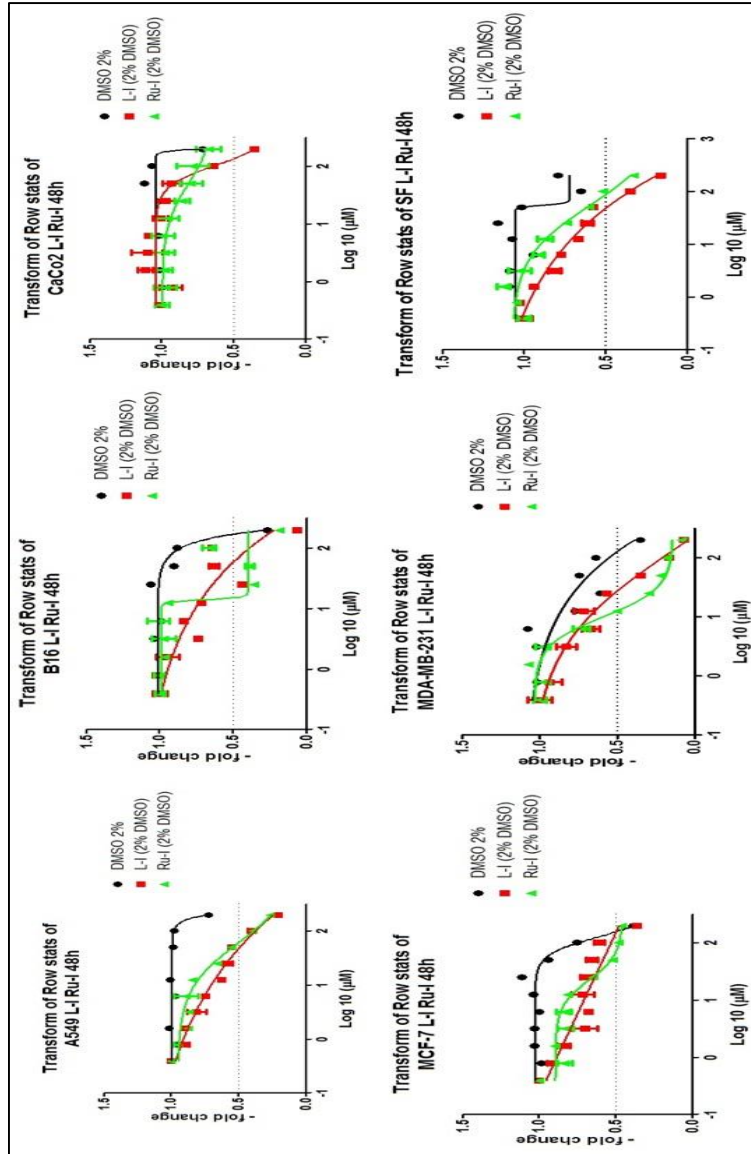 Transform of Row stats of
A549 L-I Ru-I 48h
DMSO 2%
L-I (2% DMSO)
Ru-I (2% DMSO)
- fold change
1.5
1.0
0.5
0.0
-1 0 1 2
Log 10 (µM)
Transform of Row stats of
B16 L-I Ru-I 48h
DMSO 2%
L-I (2% DMSO)
Ru-I (2% DMSO)
- fold change
1.5
1.0
0.5
0.0
-1 0 1 2
Log 10 (µM)
Transform of Row stats of
CaCo2 L-I Ru-I 48h
DMSO 2%
L-I (2% DMSO)
Ru-I (2% DMSO)
- fold change
1.5
1.0
0.5
0.0
-1 0 1 2
Log 10 (µM)
Transform of Row stats of
MCF-7 L-I Ru-I 48h
DMSO 2%
L-I (2% DMSO)
Ru-I (2% DMSO)
- fold change
1.5
1.0
0.5
0.0
-1 0 1 2
Log 10 (µM)
Transform of Row stats of
MDA-MB-231 L-I Ru-I 48h
DMSO 2%
L-I (2% DMSO)
Ru-I (2% DMSO)
- fold change
1.5
1.0
0.5
0.0
-1 0 1 2
Log 10 (µM)
Transform of Row stats of SF L-I Ru-I 48h
DMSO 2%
L-I (2% DMSO)
Ru-I (2% DMSO)
- fold change
1.5
1.0
0.5
0.0
-1 0 1 2 3
Log 10 (µM)